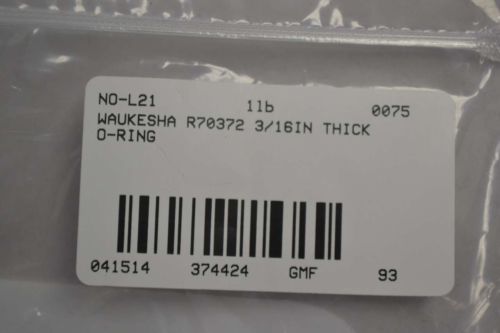 NO-L21 1lb 0075
WAUKESHA R70372 3/16IN THICK
O-RING
041514 374424 GMF 93